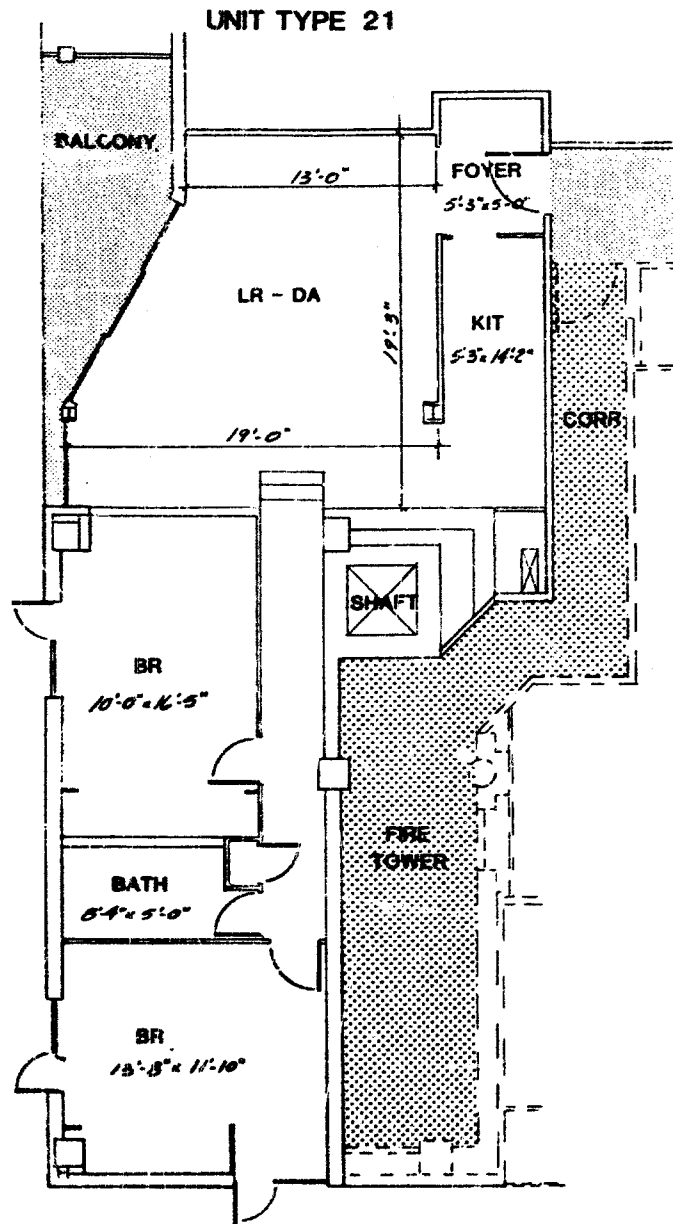 UNIT TYPE 21
BALCONY
13'-0"
FOYER
5'-3"x5'-0"
LR - DA
19'-3"
KIT
5'-3"x14'-2"
19'-0"
CORR
SHAFT
BR
10'-0"x16'-5"
FIRE
TOWER
BATH
8'-4"x5'-0"
BR
13'-8"x11'-10"